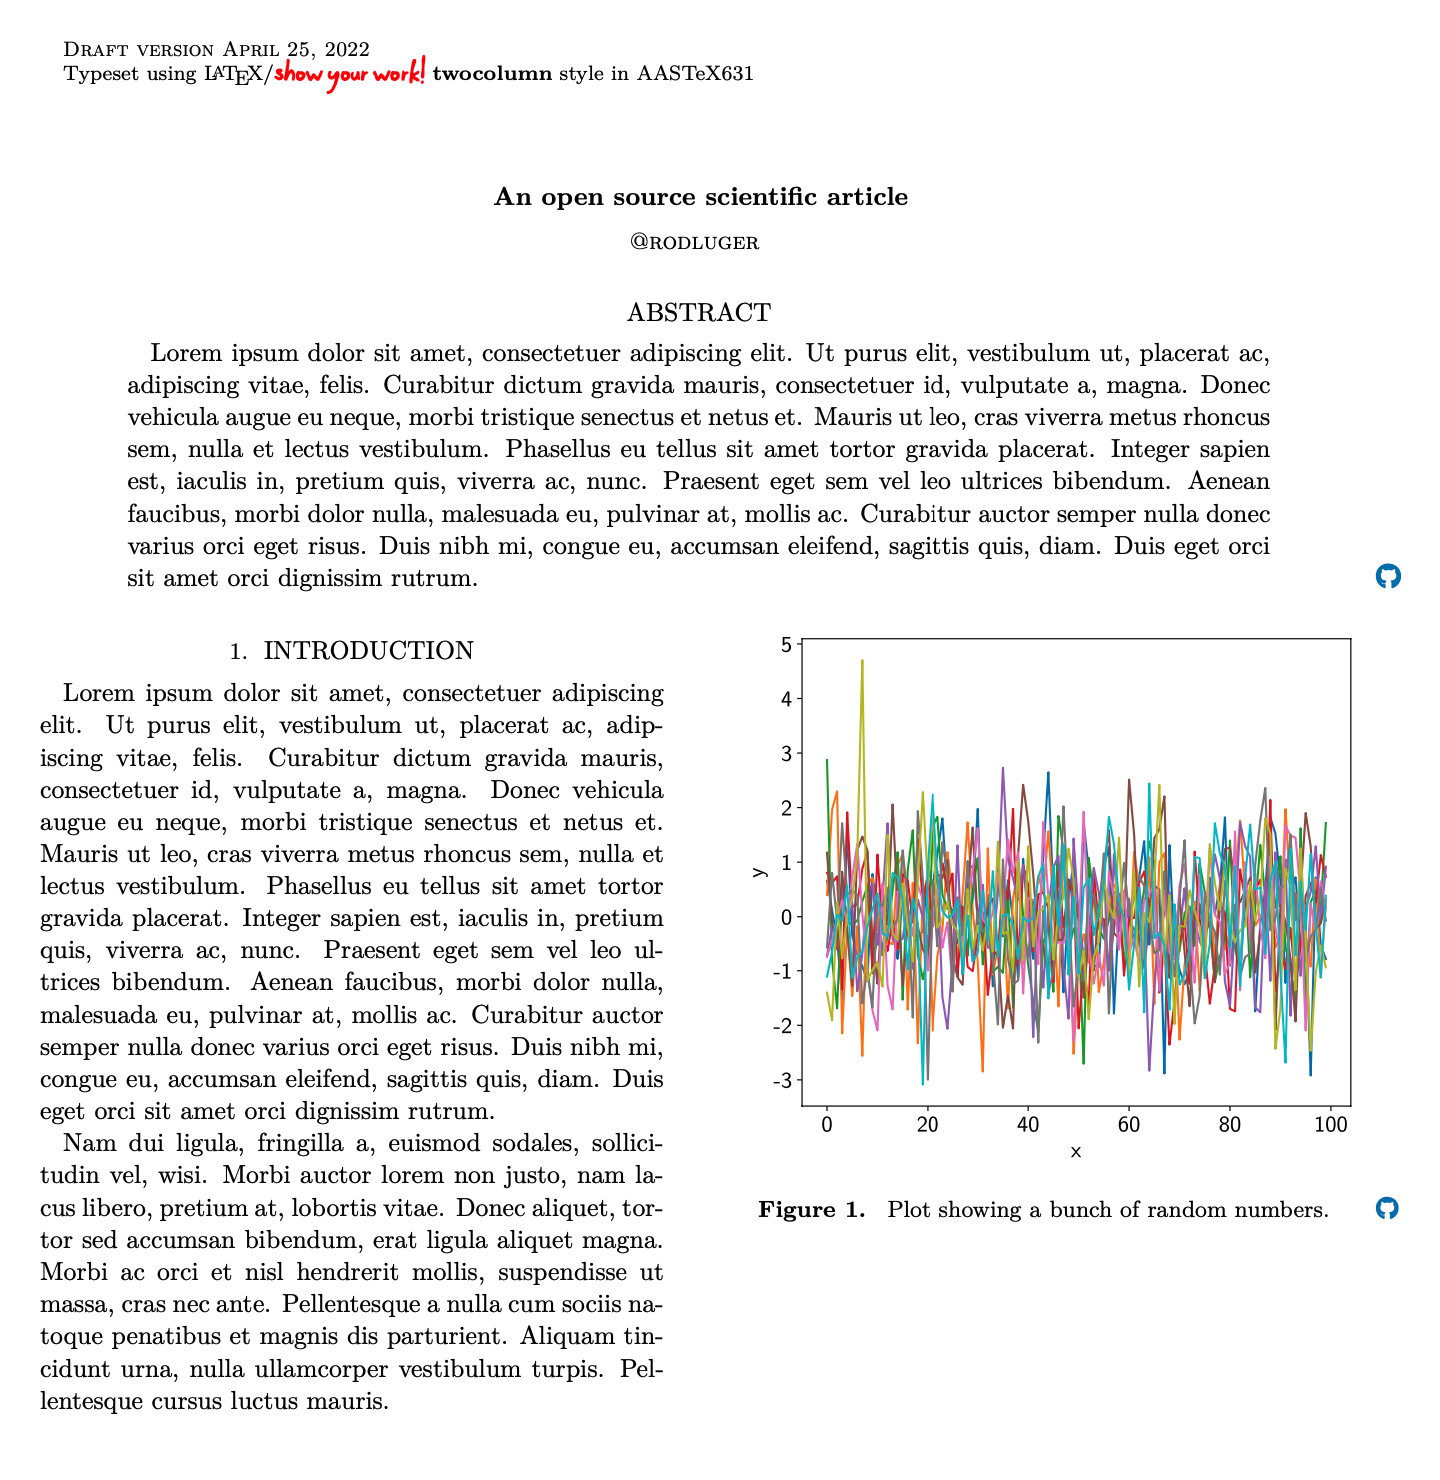 Draft version April 25, 2022
Typeset using LATEX/show your work! twocolumn style in AASTeX631
An open source scientific article
@rodluger
ABSTRACT
Lorem ipsum dolor sit amet, consectetuer adipiscing elit. Ut purus elit, vestibulum ut, placerat ac,
adipiscing vitae, felis. Curabitur dictum gravida mauris, consectetuer id, vulputate a, magna. Donec
vehicula augue eu neque, morbi tristique senectus et netus et. Mauris ut leo, cras viverra metus rhoncus
sem, nulla et lectus vestibulum. Phasellus eu tellus sit amet tortor gravida placerat. Integer sapien
est, iaculis in, pretium quis, viverra ac, nunc. Praesent eget sem vel leo ultrices bibendum. Aenean
faucibus, morbi dolor nulla, malesuada eu, pulvinar at, mollis ac. Curabitur auctor semper nulla donec
varius orci eget risus. Duis nibh mi, congue eu, accumsan eleifend, sagittis quis, diam. Duis eget orci
sit amet orci dignissim rutrum.
1. INTRODUCTION
Lorem ipsum dolor sit amet, consectetuer adipiscing
elit. Ut purus elit, vestibulum ut, placerat ac, adip-
iscing vitae, felis. Curabitur dictum gravida mauris,
consectetuer id, vulputate a, magna. Donec vehicula
augue eu neque, morbi tristique senectus et netus et.
Mauris ut leo, cras viverra metus rhoncus sem, nulla et
lectus vestibulum. Phasellus eu tellus sit amet tortor
gravida placerat. Integer sapien est, iaculis in, pretium
quis, viverra ac, nunc. Praesent eget sem vel leo ul-
trices bibendum. Aenean faucibus, morbi dolor nulla,
malesuada eu, pulvinar at, mollis ac. Curabitur auctor
semper nulla donec varius orci eget risus. Duis nibh mi,
congue eu, accumsan eleifend, sagittis quis, diam. Duis
eget orci sit amet orci dignissim rutrum.
Nam dui ligula, fringilla a, euismod sodales, sollici-
tudin vel, wisi. Morbi auctor lorem non justo, nam la-
cus libero, pretium at, lobortis vitae. Donec aliquet, tor-
tor sed accumsan bibendum, erat ligula aliquet magna.
Morbi ac orci et nisl hendrerit mollis, suspendisse ut
massa, cras nec ante. Pellentesque a nulla cum sociis na-
toque penatibus et magnis dis parturient. Aliquam tin-
cidunt urna, nulla ullamcorper vestibulum turpis. Pel-
lentesque cursus luctus mauris.
5
4
3
2
1
0
-1
-2
-3
y
0 20 40 60 80 100
x
Figure 1. Plot showing a bunch of random numbers.